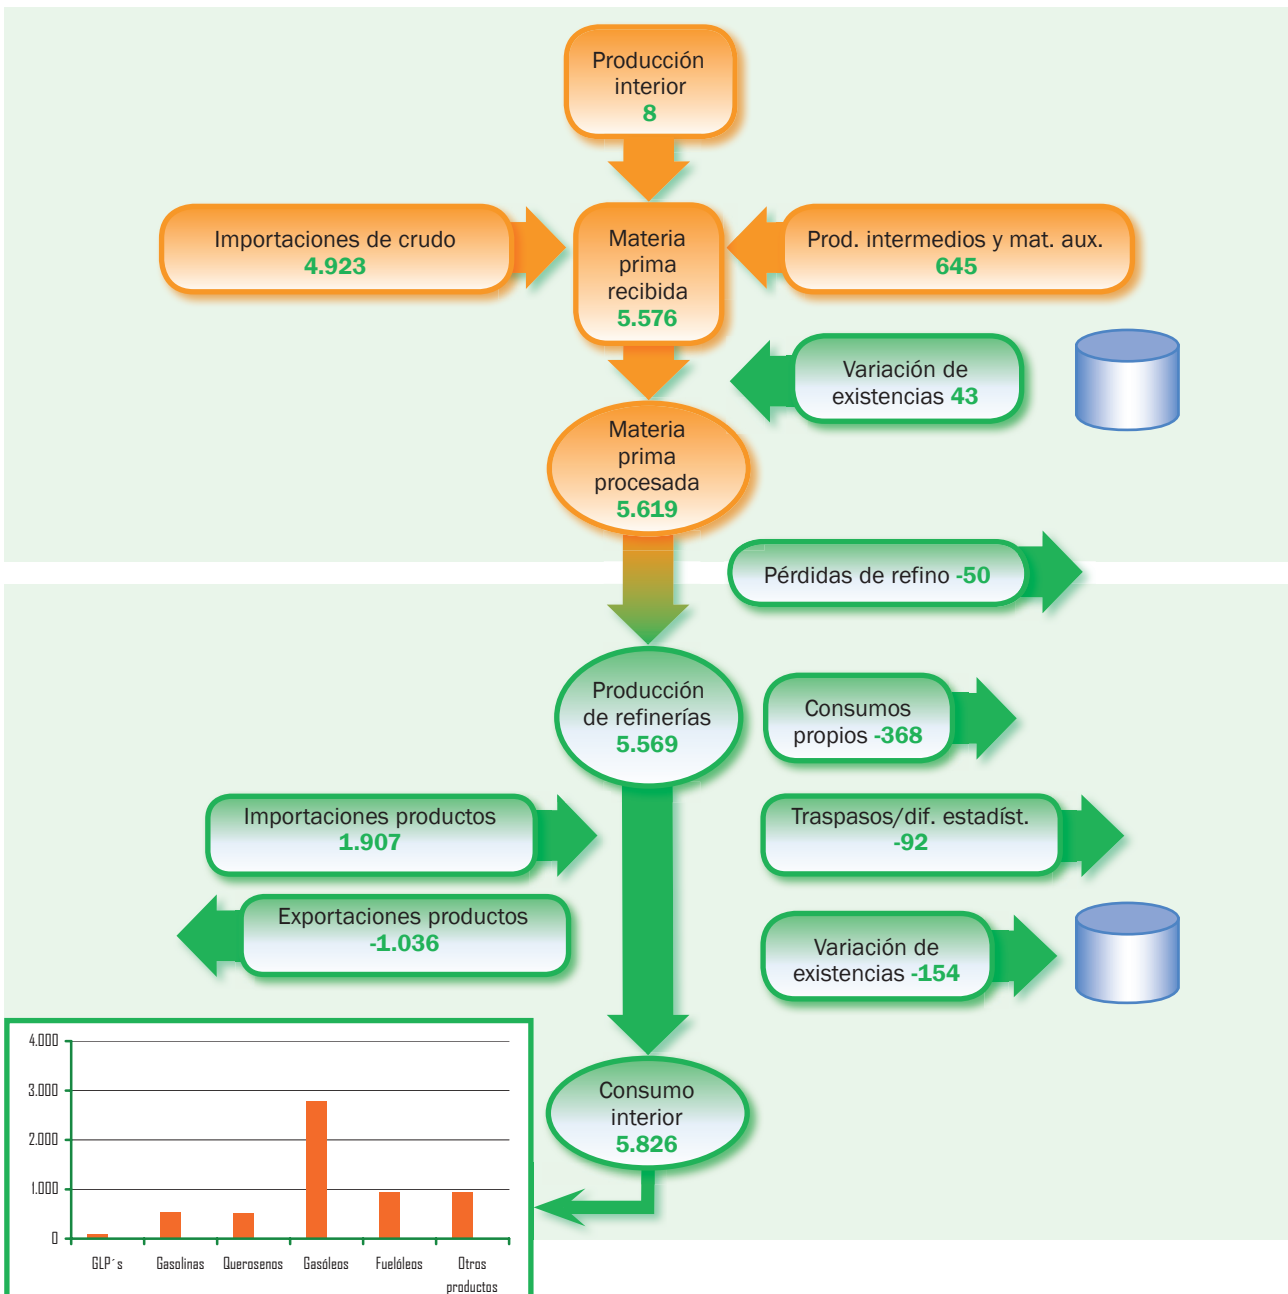 Producción
interior
8
Importaciones de crudo
4.923
Materia
prima
recibida
5.576
Prod. intermedios y mat. aux.
645
Variación de
existencias 43
Materia
prima
procesada
5.619
Pérdidas de refino -50
Producción
de refinerías
5.569
Consumos
propios -368
Importaciones productos
1.907
Traspasos/dif. estadíst.
-92
Exportaciones productos
-1.036
Variación de
existencias -154
Consumo
interior
5.826
4.000
3.000
2.000
1.000
0
GLP´s Gasolinas Querosenos Gasóleos Fuelóleos Otros
productos